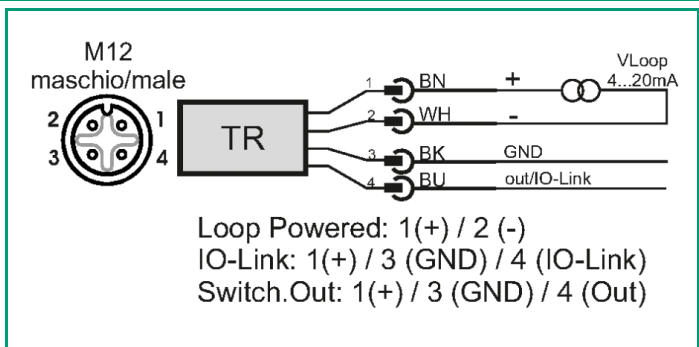 M12
maschio/male
2 1
3 4
TR
1 BN +
2 WH -
3 BK GND
4 BU out/IO-Link
VLoop
4...20mA
Loop Powered: 1(+) / 2 (-)
IO-Link: 1(+) / 3 (GND) / 4 (IO-Link)
Switch.Out: 1(+) / 3 (GND) / 4 (Out)